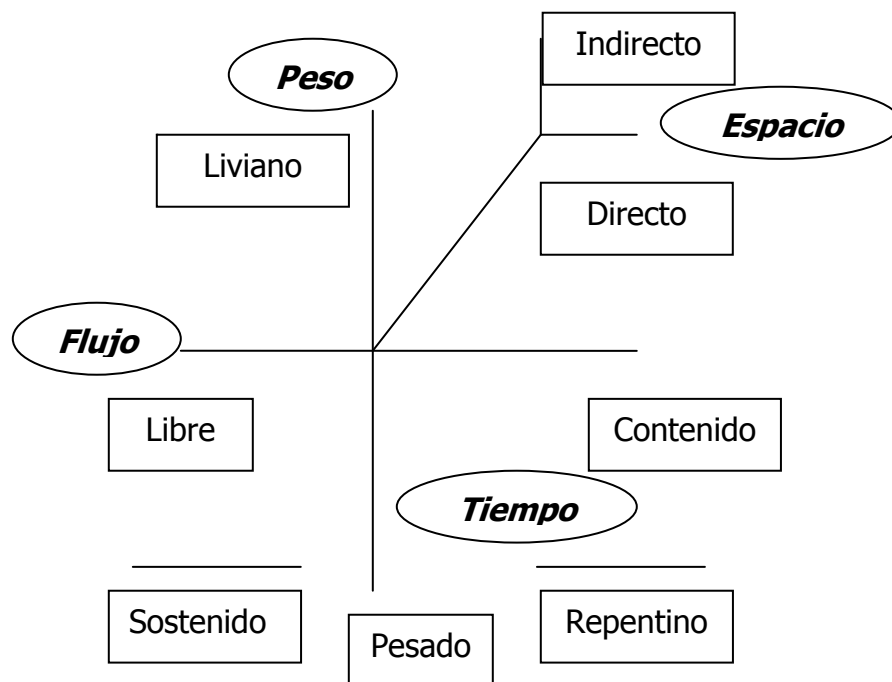 Indirecto
Peso
Espacio
Liviano
Directo
Flujo
Libre
Contenido
Tiempo
Sostenido
Repentino
Pesado